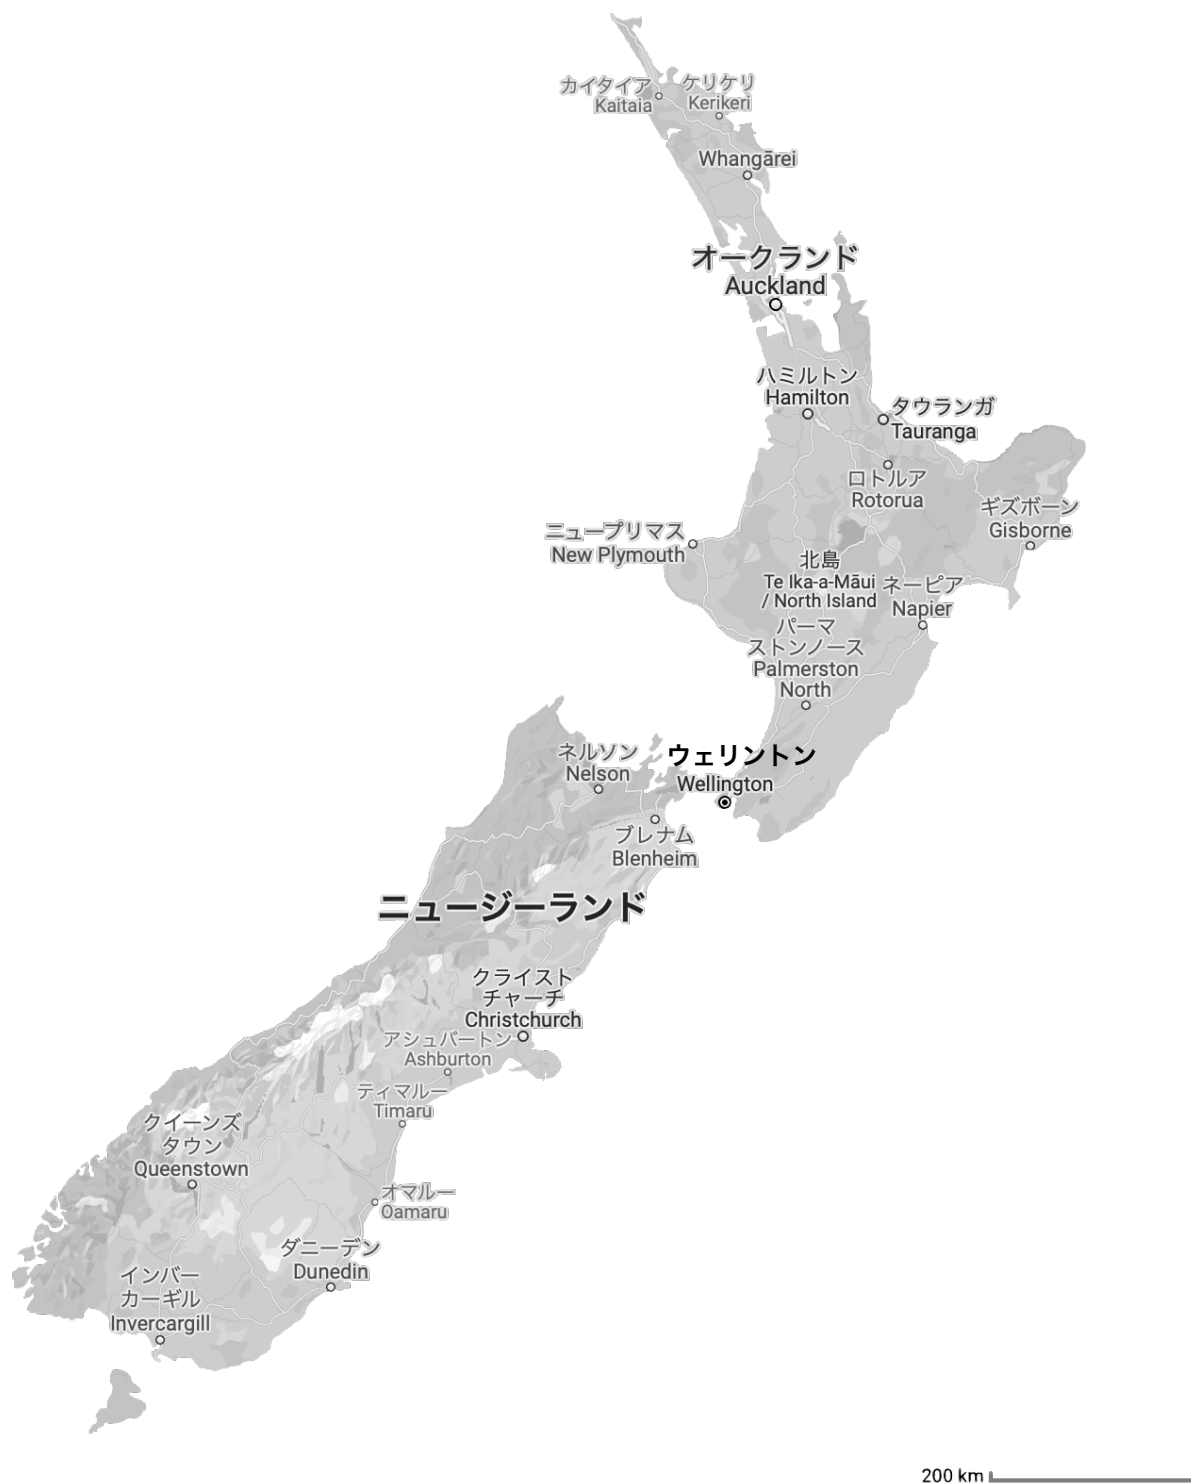 カイタイア
Kaitaia
ケリケリ
Kerikeri
Whangārei
オークランド
Auckland
ハミルトン
Hamilton
タウランガ
Tauranga
ロトルア
Rotorua
ギズボーン
Gisborne
ニュープリマス
New Plymouth
北島
Te Ika-a-Māui
/ North Island
ネーピア
Napier
パーマ
ストンノース
Palmerston
North
ネルソン
Nelson
ウェリントン
Wellington
ブレナム
Blenheim
ニュージーランド
クライスト
チャーチ
Christchurch
アシュバートン
Ashburton
ティマルー
Timaru
クイーンズ
タウン
Queenstown
オマルー
Oamaru
ダニーデン
Dunedin
インバー
カーギル
Invercargill
200 km